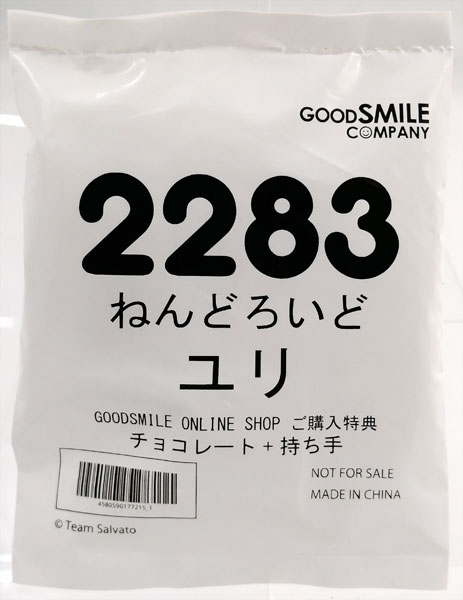 GOODSMILE
COMPANY
2283
ねんどろいど
ユリ
GOODSMILE ONLINE SHOP ご購入特典
チョコレート+持ち手
NOT FOR SALE
MADE IN CHINA
4580590177215_1
© Team Salvato